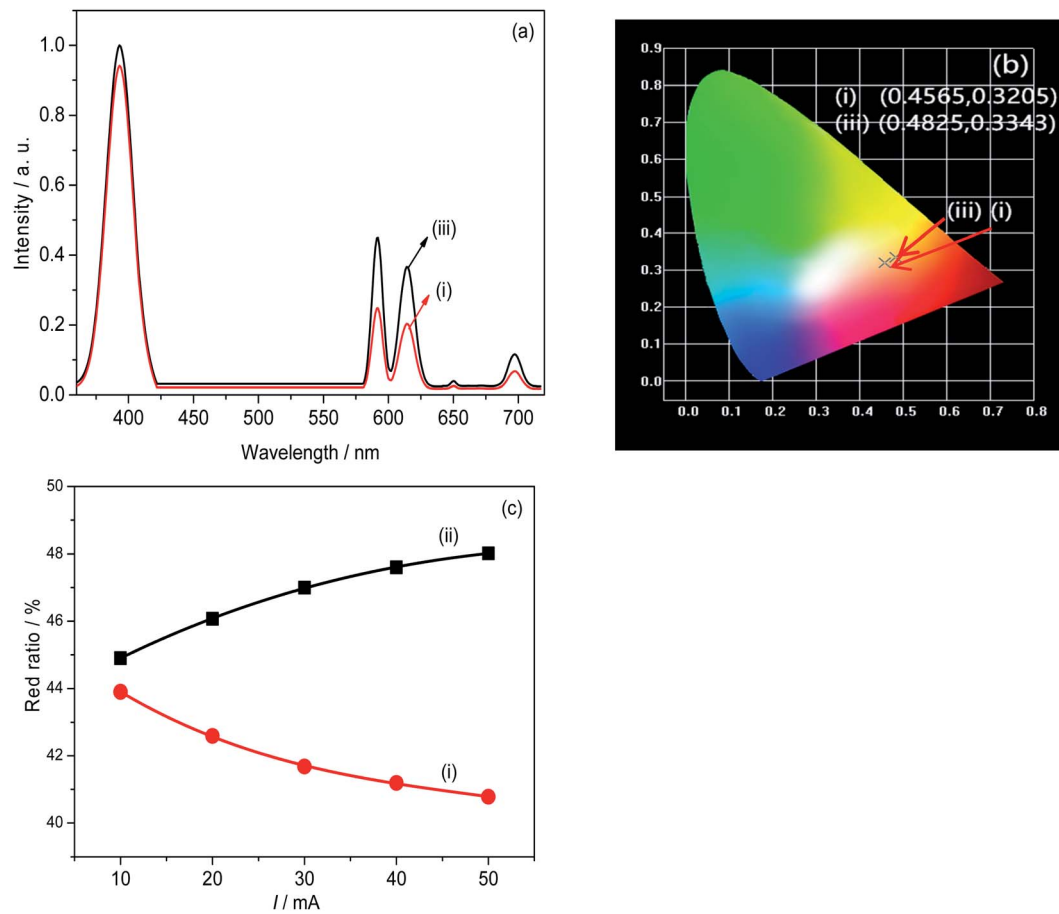 (a)
1.0
0.8
0.6
0.4
0.2
0.0
Intensity / a. u.
(iii)
(i)
400 450 500 550 600 650 700
Wavelength / nm
(b)
(i) (0.4565,0.3205)
(iii) (0.4825,0.3343)
(iii) (i)
0.9
0.8
0.7
0.6
0.5
0.4
0.3
0.2
0.1
0.0
0.0 0.1 0.2 0.3 0.4 0.5 0.6 0.7 0.8
(c)
50
48
46
44
42
40
Red ratio / %
(ii)
(i)
10 20 30 40 50
I / mA